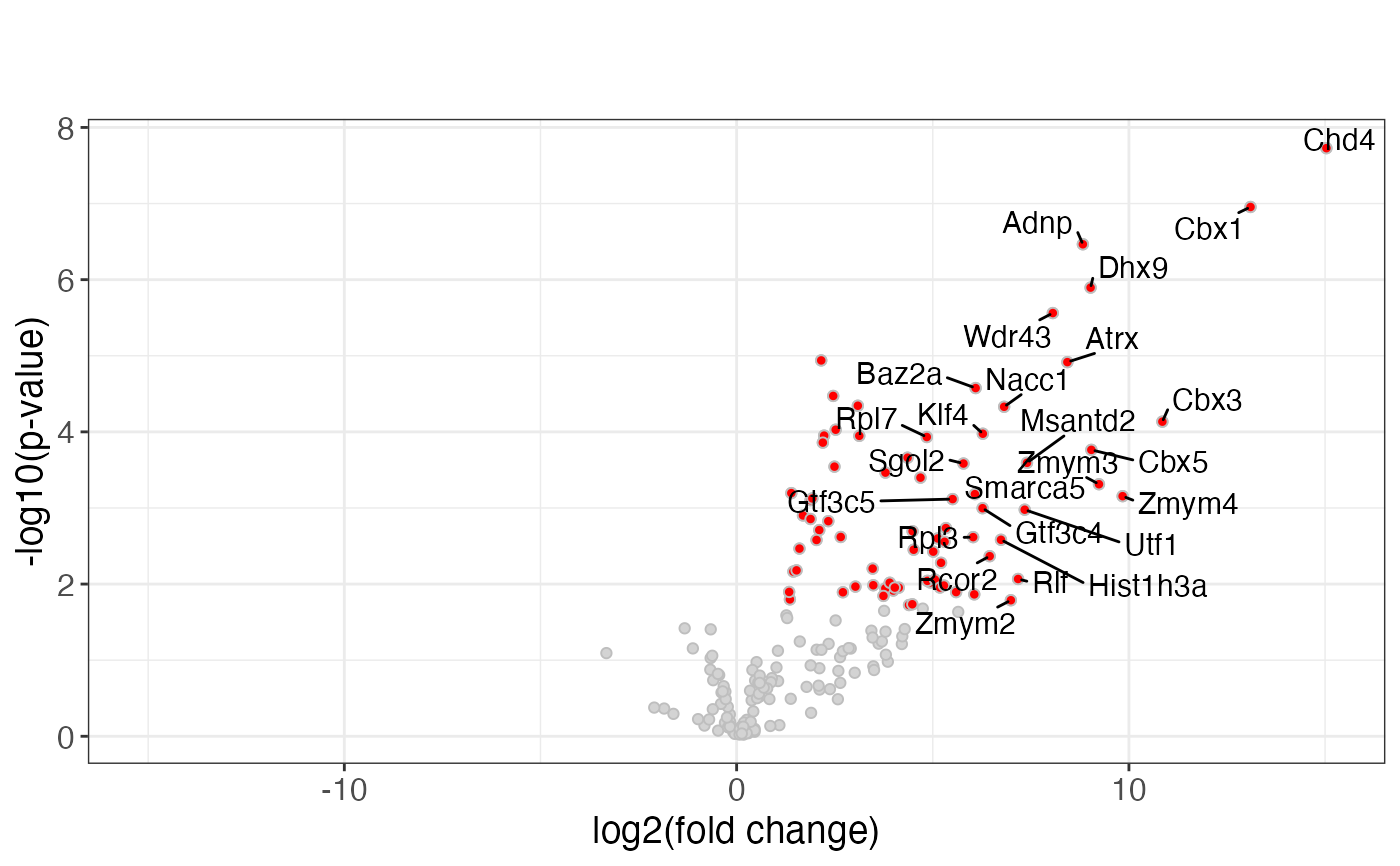 8
Chd4
Adnp
Cbx1
Dhx9
6
Wdr43
Atrx
Baz2a
Nacc1
Cbx3
Rpl7
Klf4
Msantd2
4
Sgol2
Zmym3
Cbx5
Smarca5
Gtf3c5
Zmym4
Rpl3
Gtf3c4
Utf1
2
Rcor2
Rlf
Hist1h3a
Zmym2
0
-10
0
10
log2(fold change)
-log10(p-value)